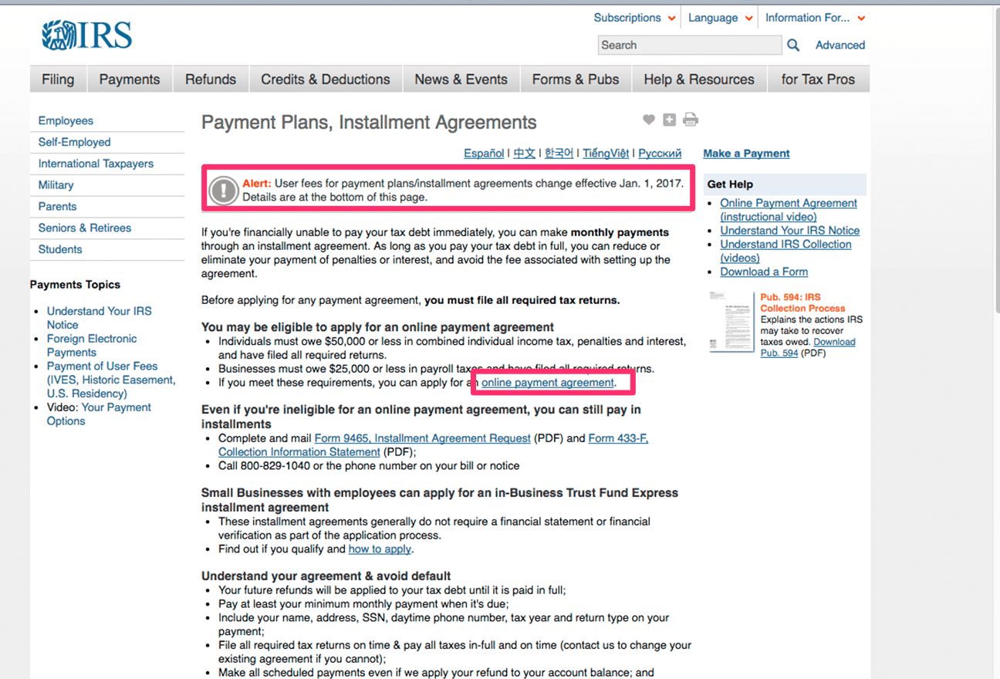 Subscriptions
Language
Information For...
IRS
Search
Advanced
Filing
Payments
Refunds
Credits & Deductions
News & Events
Forms & Pubs
Help & Resources
for Tax Pros
Employees
Self-Employed
International Taxpayers
Military
Parents
Seniors & Retirees
Students
Payments Topics
• Understand Your IRS
Notice
• Foreign Electronic
Payments
• Payment of User Fees
(IVES, Historic Easement,
U.S. Residency)
• Video: Your Payment
Options
Payment Plans, Installment Agreements
Español | 中文 | 한국어 | TiếngViệt | Русский
Alert: User fees for payment plans/installment agreements change effective Jan. 1, 2017.
Details are at the bottom of this page.
If you're financially unable to pay your tax debt immediately, you can make monthly payments
through an installment agreement. As long as you pay your tax debt in full, you can reduce or
eliminate your payment of penalties or interest, and avoid the fee associated with setting up the
agreement.
Before applying for any payment agreement, you must file all required tax returns.
You may be eligible to apply for an online payment agreement
• Individuals must owe $50,000 or less in combined individual income tax, penalties and interest,
and have filed all required returns.
• Businesses must owe $25,000 or less in payroll taxes and have filed all required returns.
• If you meet these requirements, you can apply for an online payment agreement.
Even if you're ineligible for an online payment agreement, you can still pay in
installments
• Complete and mail Form 9465, Installment Agreement Request (PDF) and Form 433-F,
Collection Information Statement (PDF);
• Call 800-829-1040 or the phone number on your bill or notice
Small Businesses with employees can apply for an in-Business Trust Fund Express
installment agreement
• These installment agreements generally do not require a financial statement or financial
verification as part of the application process.
• Find out if you qualify and how to apply.
Understand your agreement & avoid default
• Your future refunds will be applied to your tax debt until it is paid in full;
• Pay at least your minimum monthly payment when it's due;
• Include your name, address, SSN, daytime phone number, tax year and return type on your
payment;
• File all required tax returns on time & pay all taxes in-full and on time (contact us to change your
existing agreement if you cannot);
• Make all scheduled payments even if we apply your refund to your account balance; and
Make a Payment
Get Help
• Online Payment Agreement
(instructional video)
• Understand Your IRS Notice
• Understand IRS Collection
(videos)
• Download a Form
Pub. 594: IRS
Collection Process
Explains the actions IRS
may take to recover
taxes owed. Download
Pub. 594 (PDF)